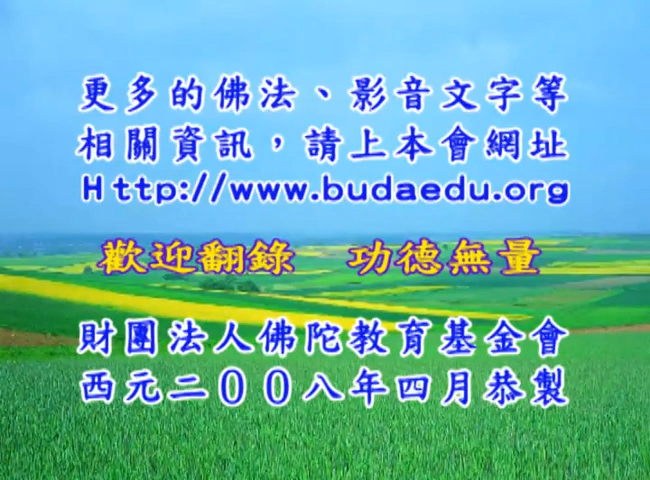 更多的佛法、影音文字等
相關資訊，請上本會網址
Http://www.budaedu.org
歡迎翻錄　功德無量
財團法人佛陀教育基金會
西元二００八年四月恭製